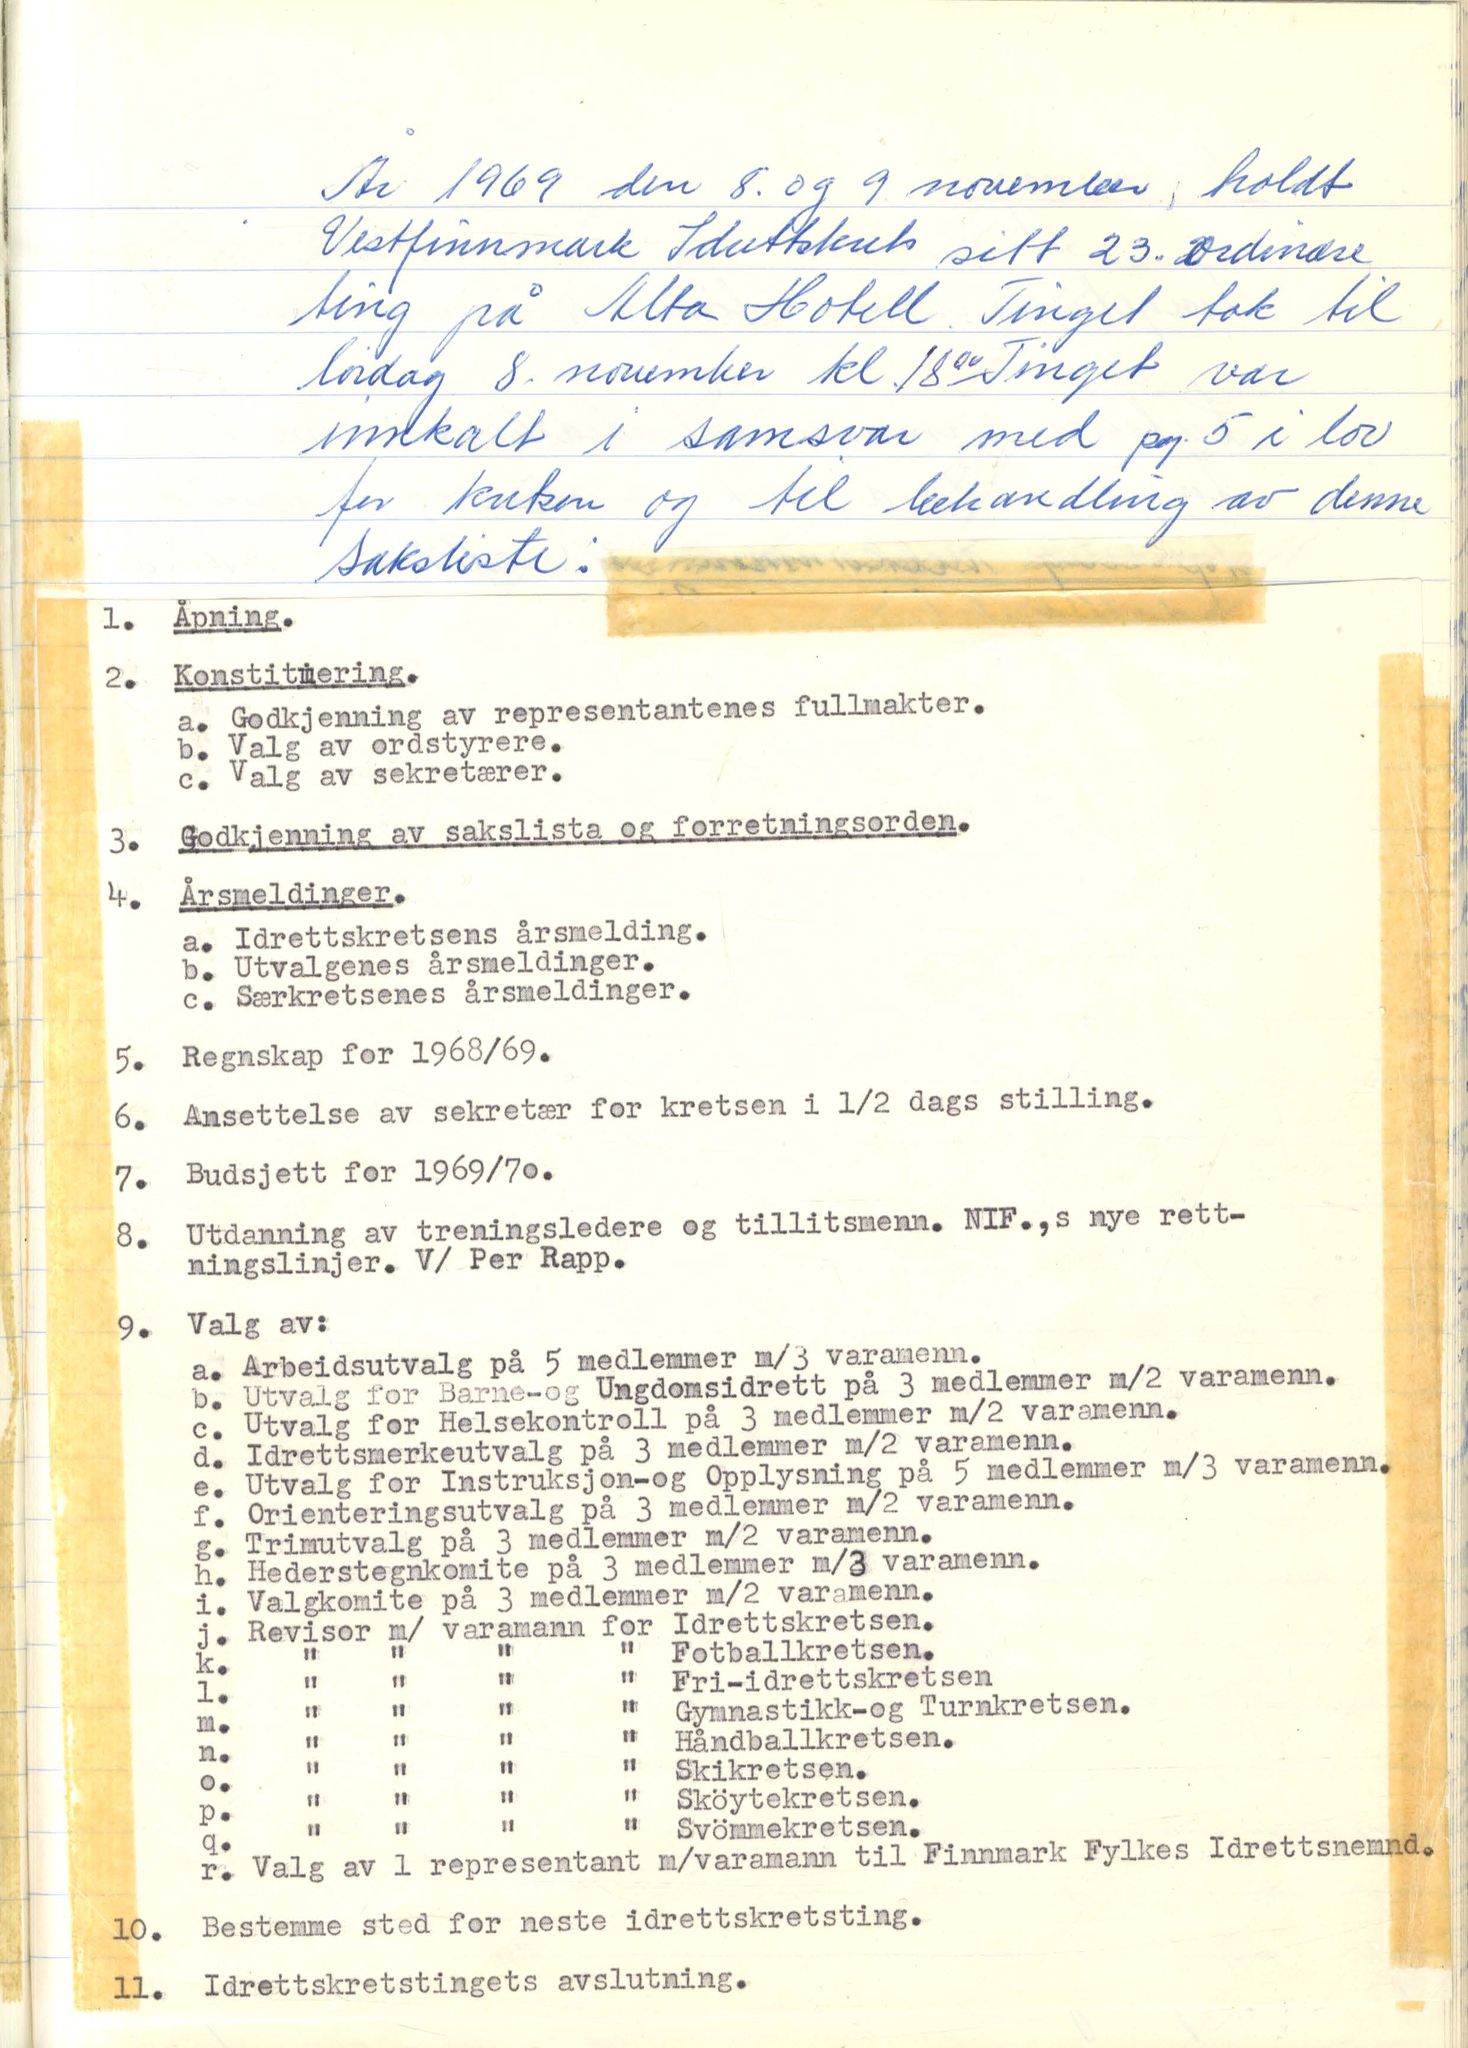 År 1969 den 8. og 9 november, holdt
Vestfinnmark Idrettskrets sitt 23. ordinære
ting på Alta Hotell. Tinget tok til
lördag 8. november kl. 18⁰⁰ Tinget var
innkalt i samsvar med pg. 5 i lov
for kretsen og til behandling av denne
saksliste:
1. Åpning.
2. Konstituering.
a. Godkjenning av representantenes fullmakter.
b. Valg av ordstyrere.
c. Valg av sekretærer.
3. Godkjenning av sakslista og forretningsorden.
4. Årsmeldinger.
a. Idrettskretsens årsmelding.
b. Utvalgenes årsmeldinger.
c. Særkretsenes årsmeldinger.
5. Regnskap for 1968/69.
6. Ansettelse av sekretær for kretsen i 1/2 dags stilling.
7. Budsjett for 1969/70.
8. Utdanning av treningsledere og tillitsmenn. NIF.,s nye rett-
ningslinjer. V/ Per Rapp.
9. Valg av:
a. Arbeidsutvalg på 5 medlemmer m/3 varamenn.
b. Utvalg for Barne-og Ungdomsidrett på 3 medlemmer m/2 varamenn.
c. Utvalg for Helsekontroll på 3 medlemmer m/2 varamenn.
d. Idrettsmerkeutvalg på 3 medlemmer m/2 varamenn.
e. Utvalg for Instruksjon-og Opplysning på 5 medlemmer m/3 varamenn.
f. Orienteringsutvalg på 3 medlemmer m/2 varamenn.
g. Trimutvalg på 3 medlemmer m/2 varamenn.
h. Hederstegnkomite på 3 medlemmer m/3 varamenn.
i. Valgkomite på 3 medlemmer m/2 varamenn.
j. Revisor m/ varamann for Idrettskretsen.
k. " " " " Fotballkretsen.
l. " " " " Fri-idrettskretsen
m. " " " " Gymnastikk-og Turnkretsen.
n. " " " " Håndballkretsen.
o. " " " " Skikretsen.
p. " " " " Sköytekretsen.
q. " " " " Svömmekretsen.
r. Valg av 1 representant m/varamann til Finnmark Fylkes Idrettsnemnd.
10. Bestemme sted for neste idrettskretsting.
11. Idrettskretstingets avslutning.